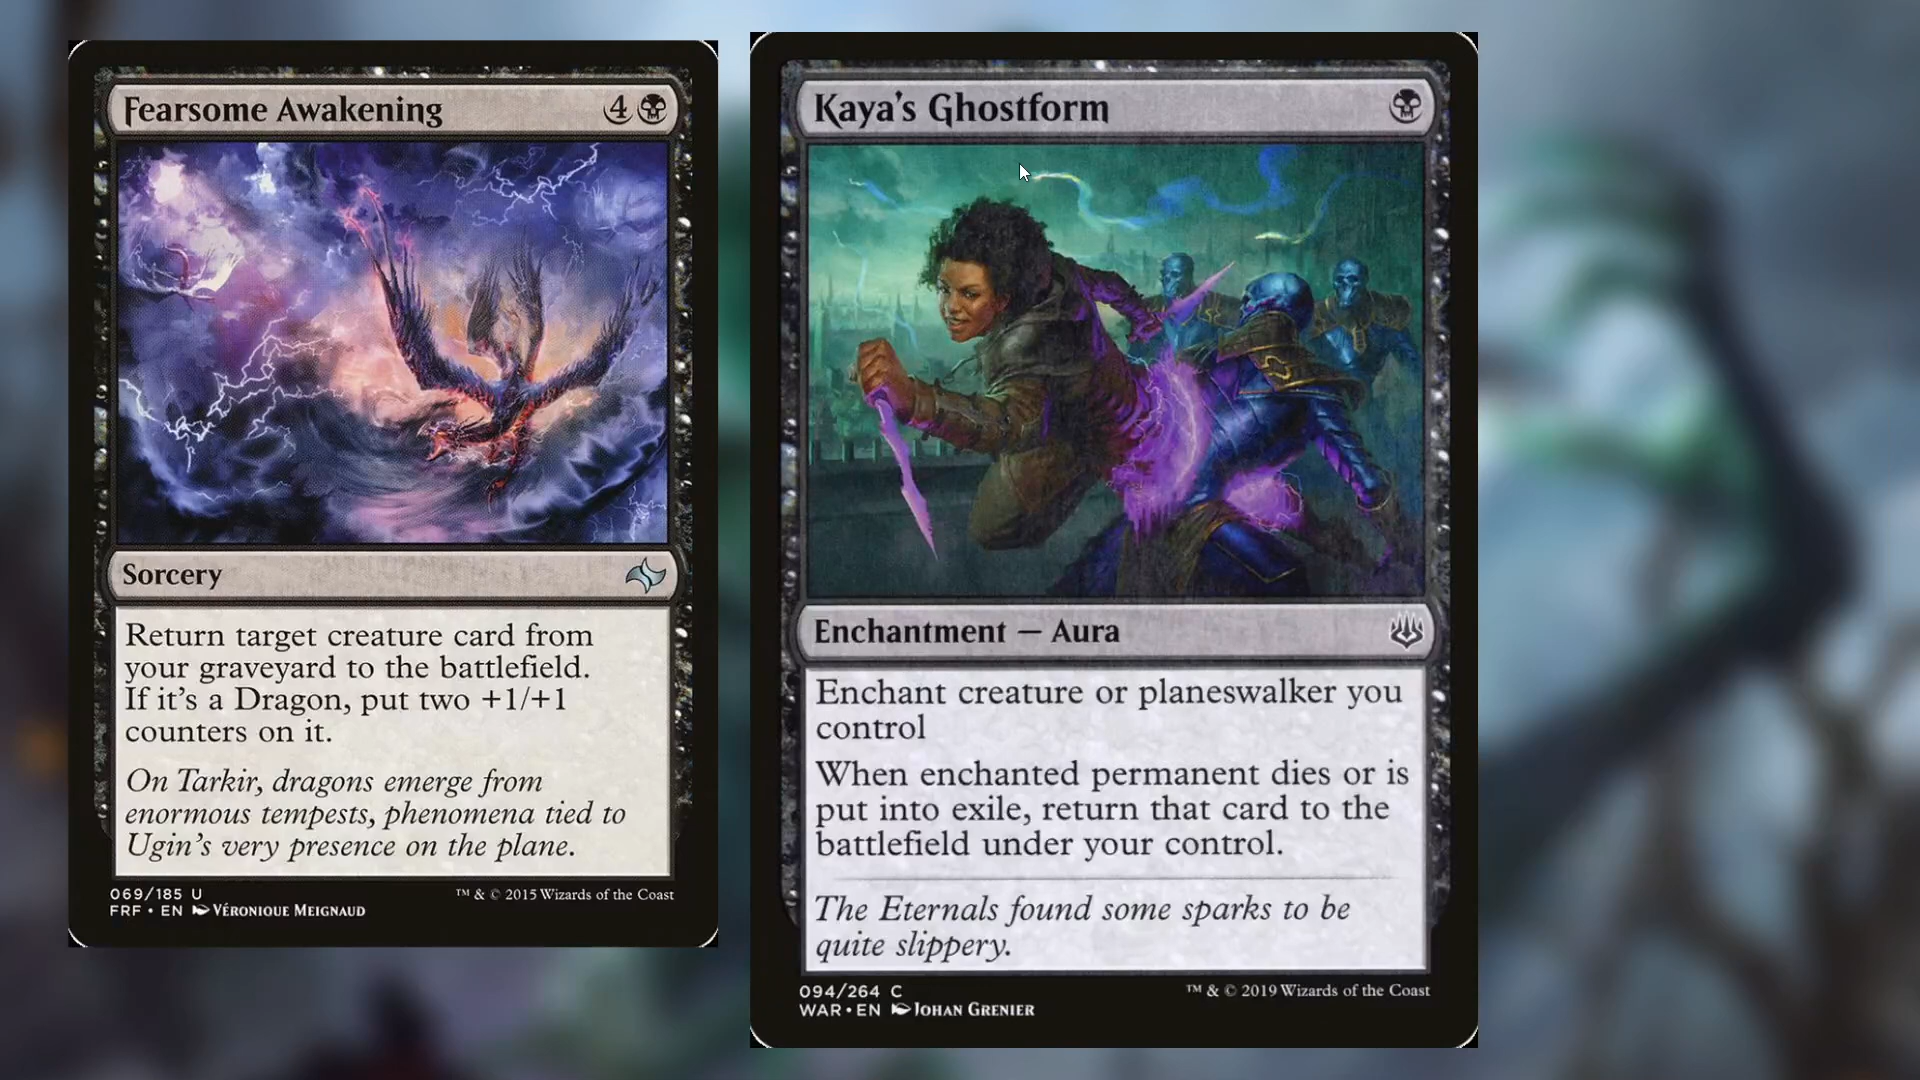 Fearsome Awakening 4
Sorcery
Return target creature card from
your graveyard to the battlefield.
If it's a Dragon, put two +1/+1
counters on it.
On Tarkir, dragons emerge from
enormous tempests, phenomena tied to
Ugin's very presence on the plane.
069/185 U
™ & © 2015 Wizards of the Coast
FRF • EN Véronique Meignaud
Kaya's Ghostform
Enchantment — Aura
Enchant creature or planeswalker you
control
When enchanted permanent dies or is
put into exile, return that card to the
battlefield under your control.
The Eternals found some sparks to be
quite slippery.
094/264 C
™ & © 2019 Wizards of the Coast
WAR • EN Johan Grenier